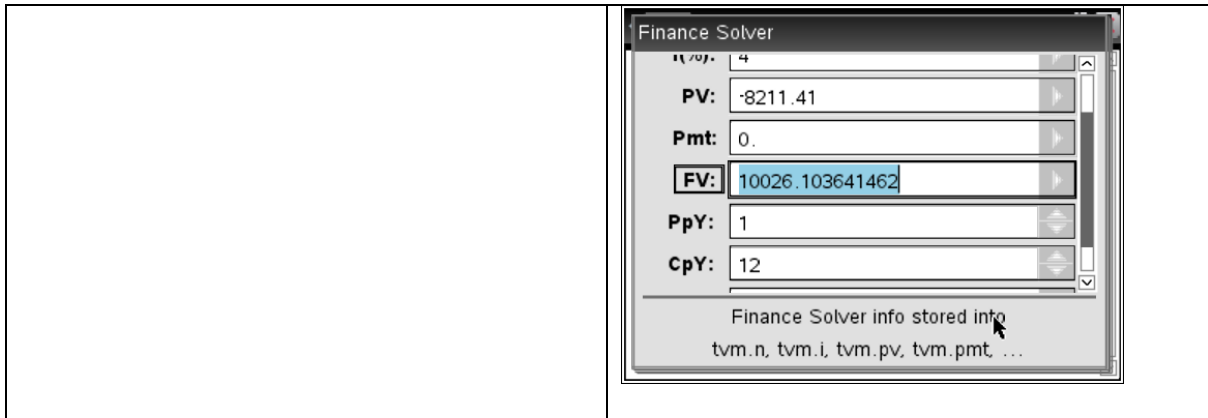 Finance Solver
I(%): 4
PV: -8211.41
Pmt: 0.
FV: 10026.103641462
PpY: 1
CpY: 12
Finance Solver info stored into
tvm.n, tvm.i, tvm.pv, tvm.pmt, ...